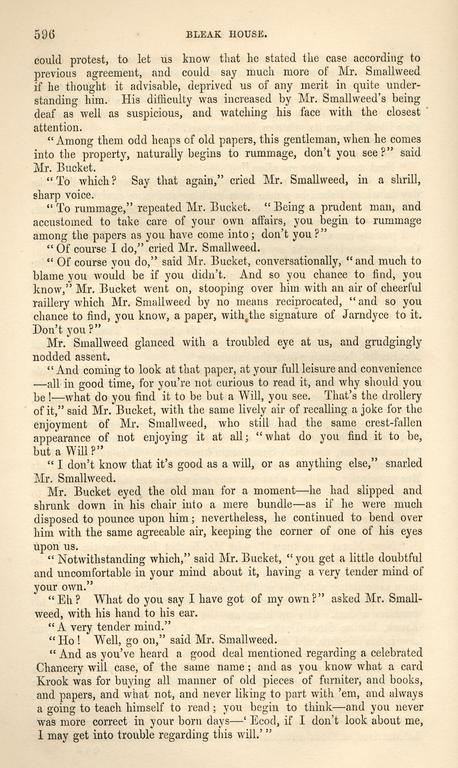 596 BLEAK HOUSE.
could protest, to let us know that he stated the case according to
previous agreement, and could say much more of Mr. Smallweed
if he thought it advisable, deprived us of any merit in quite under-
standing him. His difficulty was increased by Mr. Smallweed's being
deaf as well as suspicious, and watching his face with the closest
attention.
"Among them odd heaps of old papers, this gentleman, when he comes
into the property, naturally begins to rummage, don't you see?" said
Mr. Bucket.
"To which? Say that again," cried Mr. Smallweed, in a shrill,
sharp voice.
"To rummage," repeated Mr. Bucket. "Being a prudent man, and
accustomed to take care of your own affairs, you begin to rummage
among the papers as you have come into; don't you?"
"Of course I do," cried Mr. Smallweed.
"Of course you do," said Mr. Bucket, conversationally, "and much to
blame you would be if you didn't. And so you chance to find, you
know," Mr. Bucket went on, stooping over him with an air of cheerful
raillery which Mr. Smallweed by no means reciprocated, "and so you
chance to find, you know, a paper, with the signature of Jarndyce to it.
Don't you?"
Mr. Smallweed glanced with a troubled eye at us, and grudgingly
nodded assent.
"And coming to look at that paper, at your full leisure and convenience
—all in good time, for you're not curious to read it, and why should you
be!—what do you find it to be but a Will, you see. That's the drollery
of it," said Mr. Bucket, with the same lively air of recalling a joke for the
enjoyment of Mr. Smallweed, who still had the same crest-fallen
appearance of not enjoying it at all; "what do you find it to be,
but a Will?"
"I don't know that it's good as a will, or as anything else," snarled
Mr. Smallweed.
Mr. Bucket eyed the old man for a moment—he had slipped and
shrunk down in his chair into a mere bundle—as if he were much
disposed to pounce upon him; nevertheless, he continued to bend over
him with the same agreeable air, keeping the corner of one of his eyes
upon us.
"Notwithstanding which," said Mr. Bucket, "you get a little doubtful
and uncomfortable in your mind about it, having a very tender mind of
your own."
"Eh? What do you say I have got of my own?" asked Mr. Small-
weed, with his hand to his ear.
"A very tender mind."
"Ho! Well, go on," said Mr. Smallweed.
"And as you've heard a good deal mentioned regarding a celebrated
Chancery will case, of the same name; and as you know what a card
Krook was for buying all manner of old pieces of furniter, and books,
and papers, and what not, and never liking to part with 'em, and always
a going to teach himself to read; you begin to think—and you never
was more correct in your born days—'Ecod, if I don't look about me,
I may get into trouble regarding this will.'"